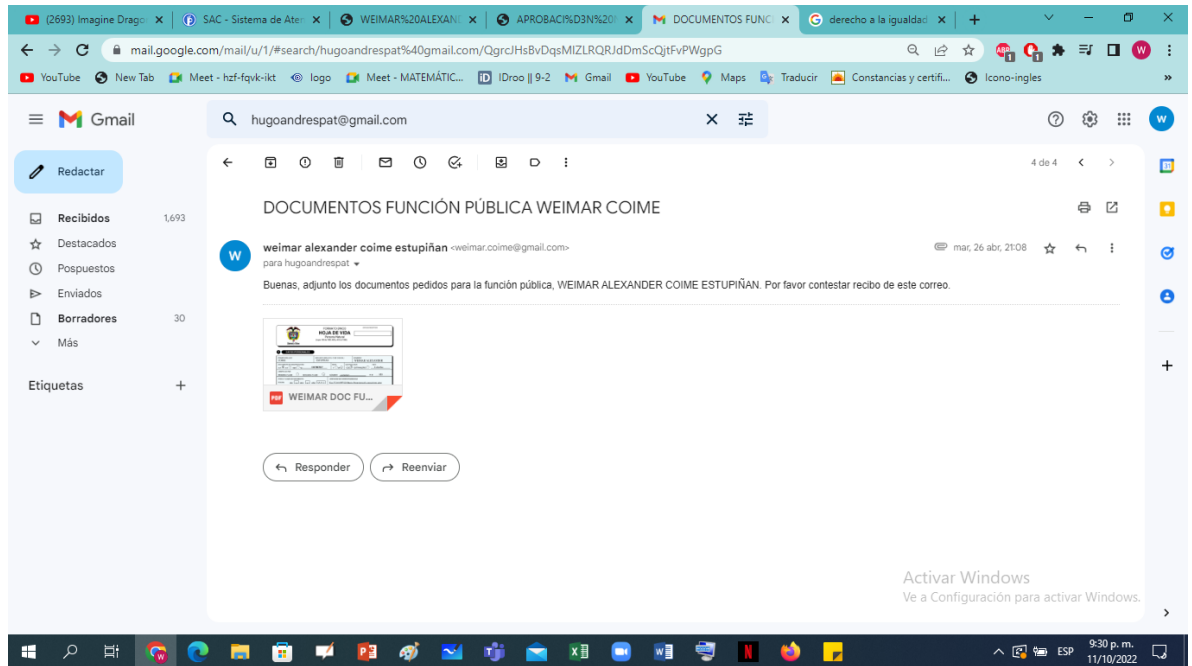 (2693) Imagine Drago
SAC - Sistema de Aten
WEIMAR%20ALEXAN
APROBACI%D3N%20
DOCUMENTOS FUNC
derecho a la igualdad
mail.google.com/mail/u/1/#search/hugoandrespat%40gmail.com/QgrcJHsBvDqsMIZLRQRJdDmScQjtFvPWgpG
YouTube
New Tab
Meet - hzf-fqvk-ikt
logo
Meet - MATEMÁTIC...
IDroo || 9-2
Gmail
YouTube
Maps
Traducir
Constancias y certifi...
Icono-ingles
»
Gmail
hugoandrespat@gmail.com
W
Redactar
4 de 4
Recibidos 1,693
Destacados
Pospuestos
Enviados
Borradores 30
Más
Etiquetas
DOCUMENTOS FUNCIÓN PÚBLICA WEIMAR COIME
W
weimar alexander coime estupiñan <weimar.coime@gmail.com>
mar, 26 abr, 21:08
para hugoandrespat
Buenas, adjunto los documentos pedidos para la función pública, WEIMAR ALEXANDER COIME ESTUPIÑAN. Por favor contestar recibo de este correo.
HOJA DE VIDA
PDF WEIMAR DOC FU...
Responder
Reenviar
Activar Windows
Ve a Configuración para activar Windows.
ESP
9:30 p. m.
11/10/2022